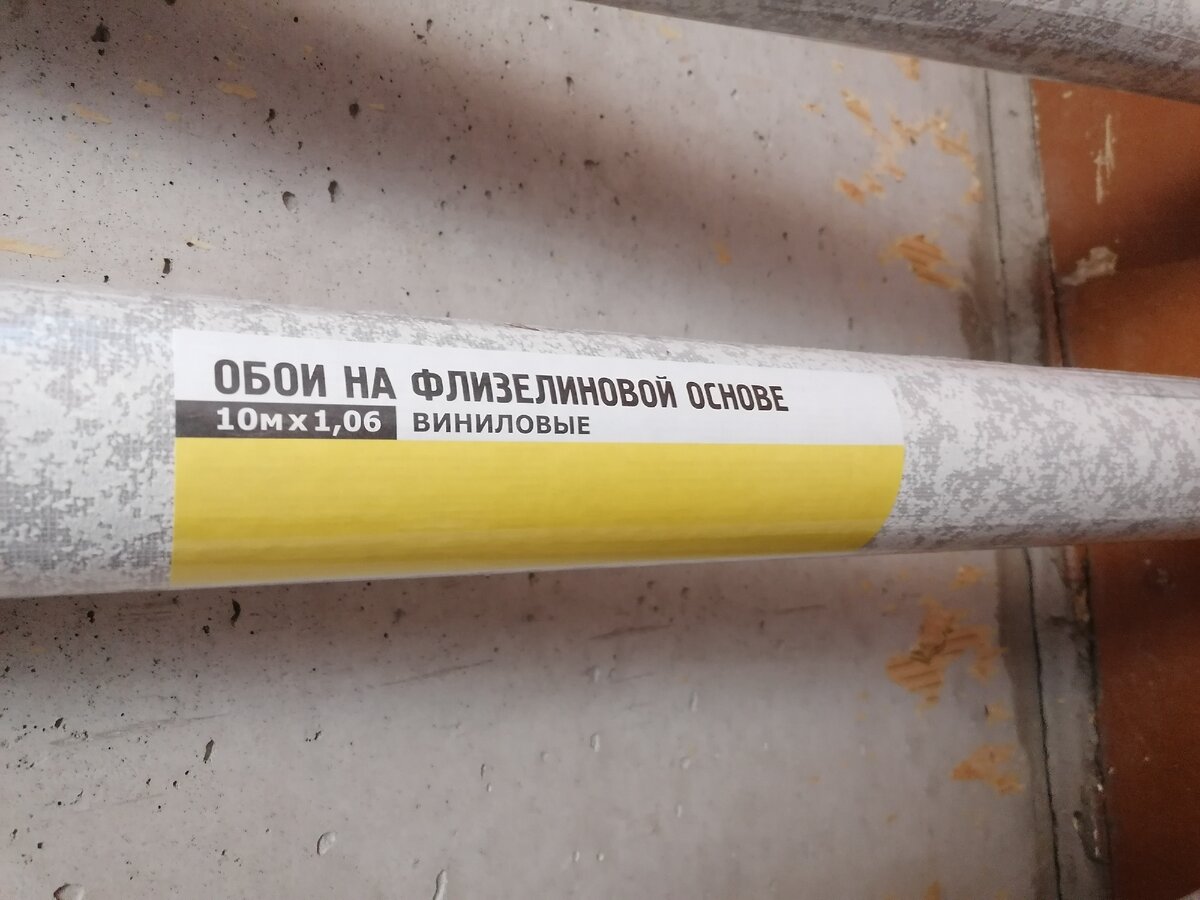 ОБОИ НА ФЛИЗЕЛИНОВОЙ ОСНОВЕ
10м х 1,06 ВИНИЛОВЫЕ